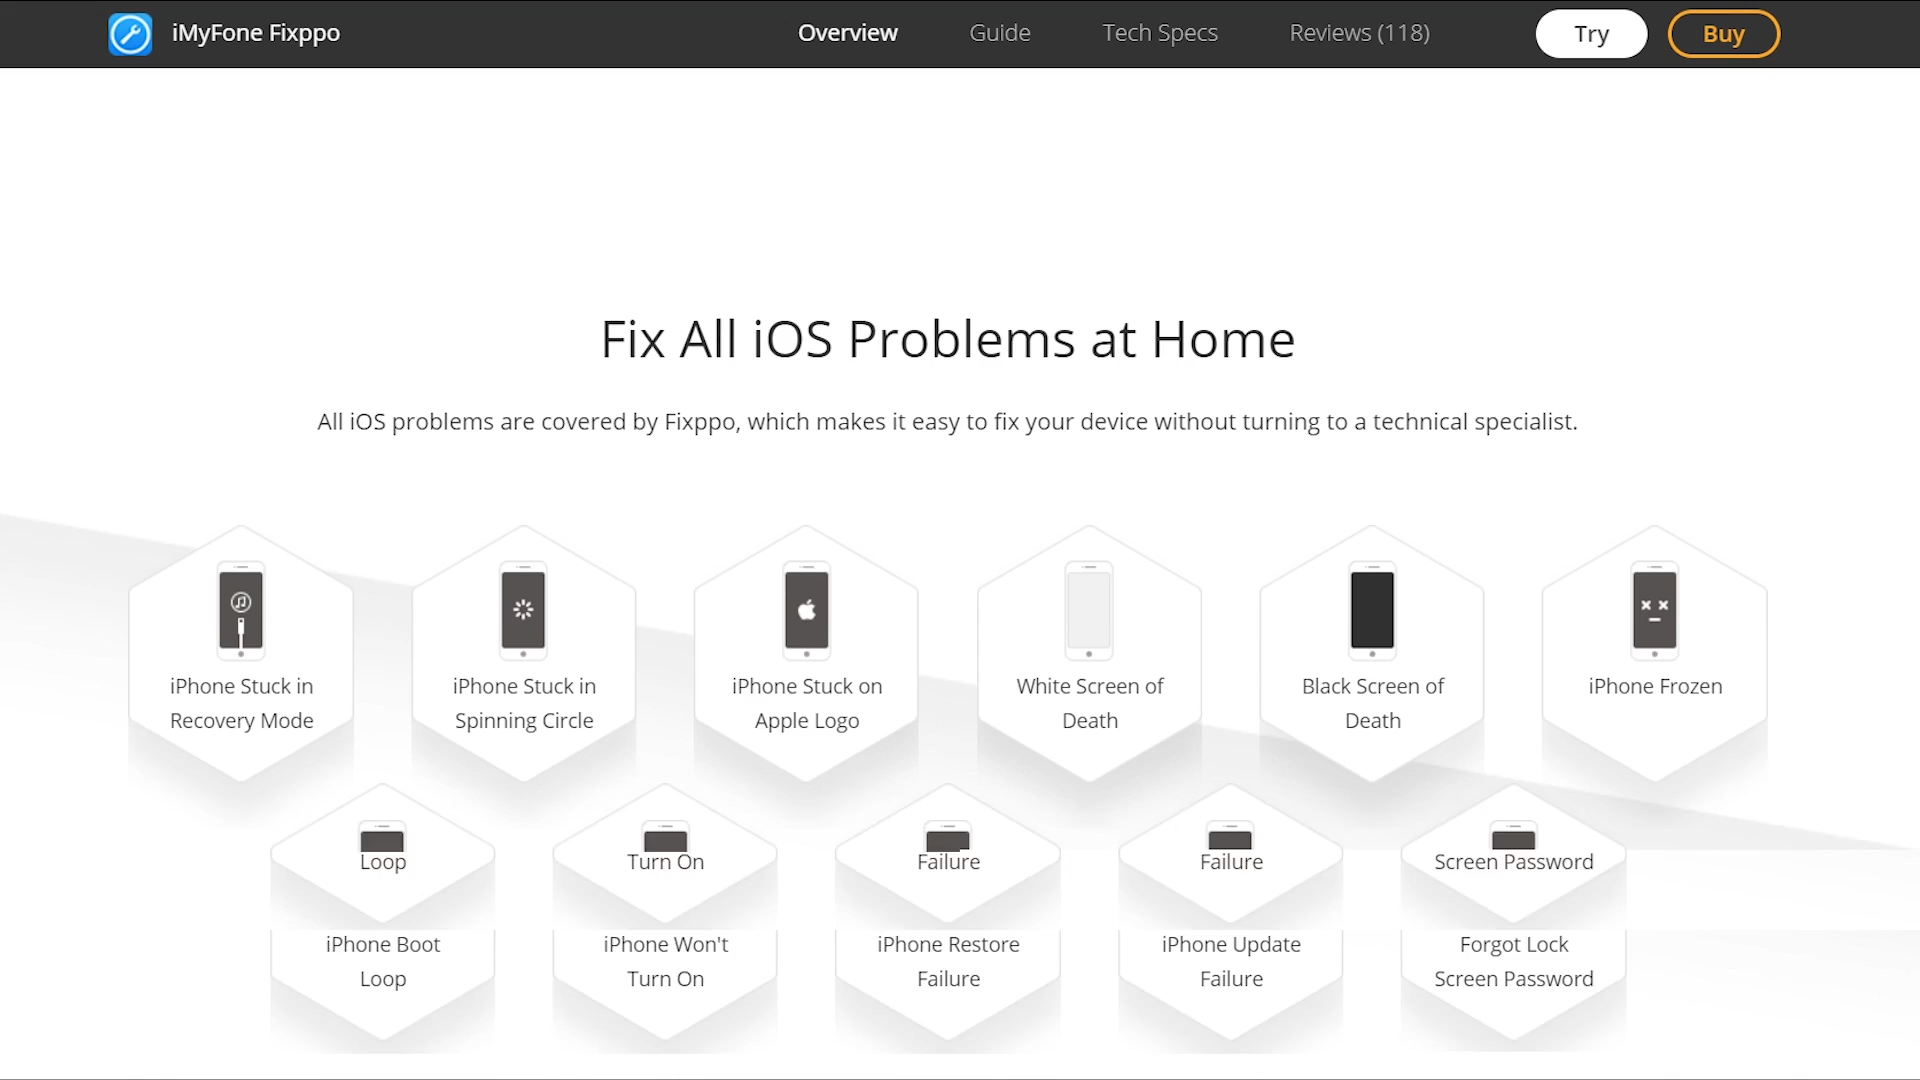 iMyFone Fixppo
Overview
Guide
Tech Specs
Reviews (118)
Try
Buy
Fix All iOS Problems at Home
All iOS problems are covered by Fixppo, which makes it easy to fix your device without turning to a technical specialist.
iPhone Stuck in
Recovery Mode
iPhone Stuck in
Spinning Circle
iPhone Stuck on
Apple Logo
White Screen of
Death
Black Screen of
Death
iPhone Frozen
Loop
Turn On
Failure
Failure
Screen Password
iPhone Boot
Loop
iPhone Won't
Turn On
iPhone Restore
Failure
iPhone Update
Failure
Forgot Lock
Screen Password